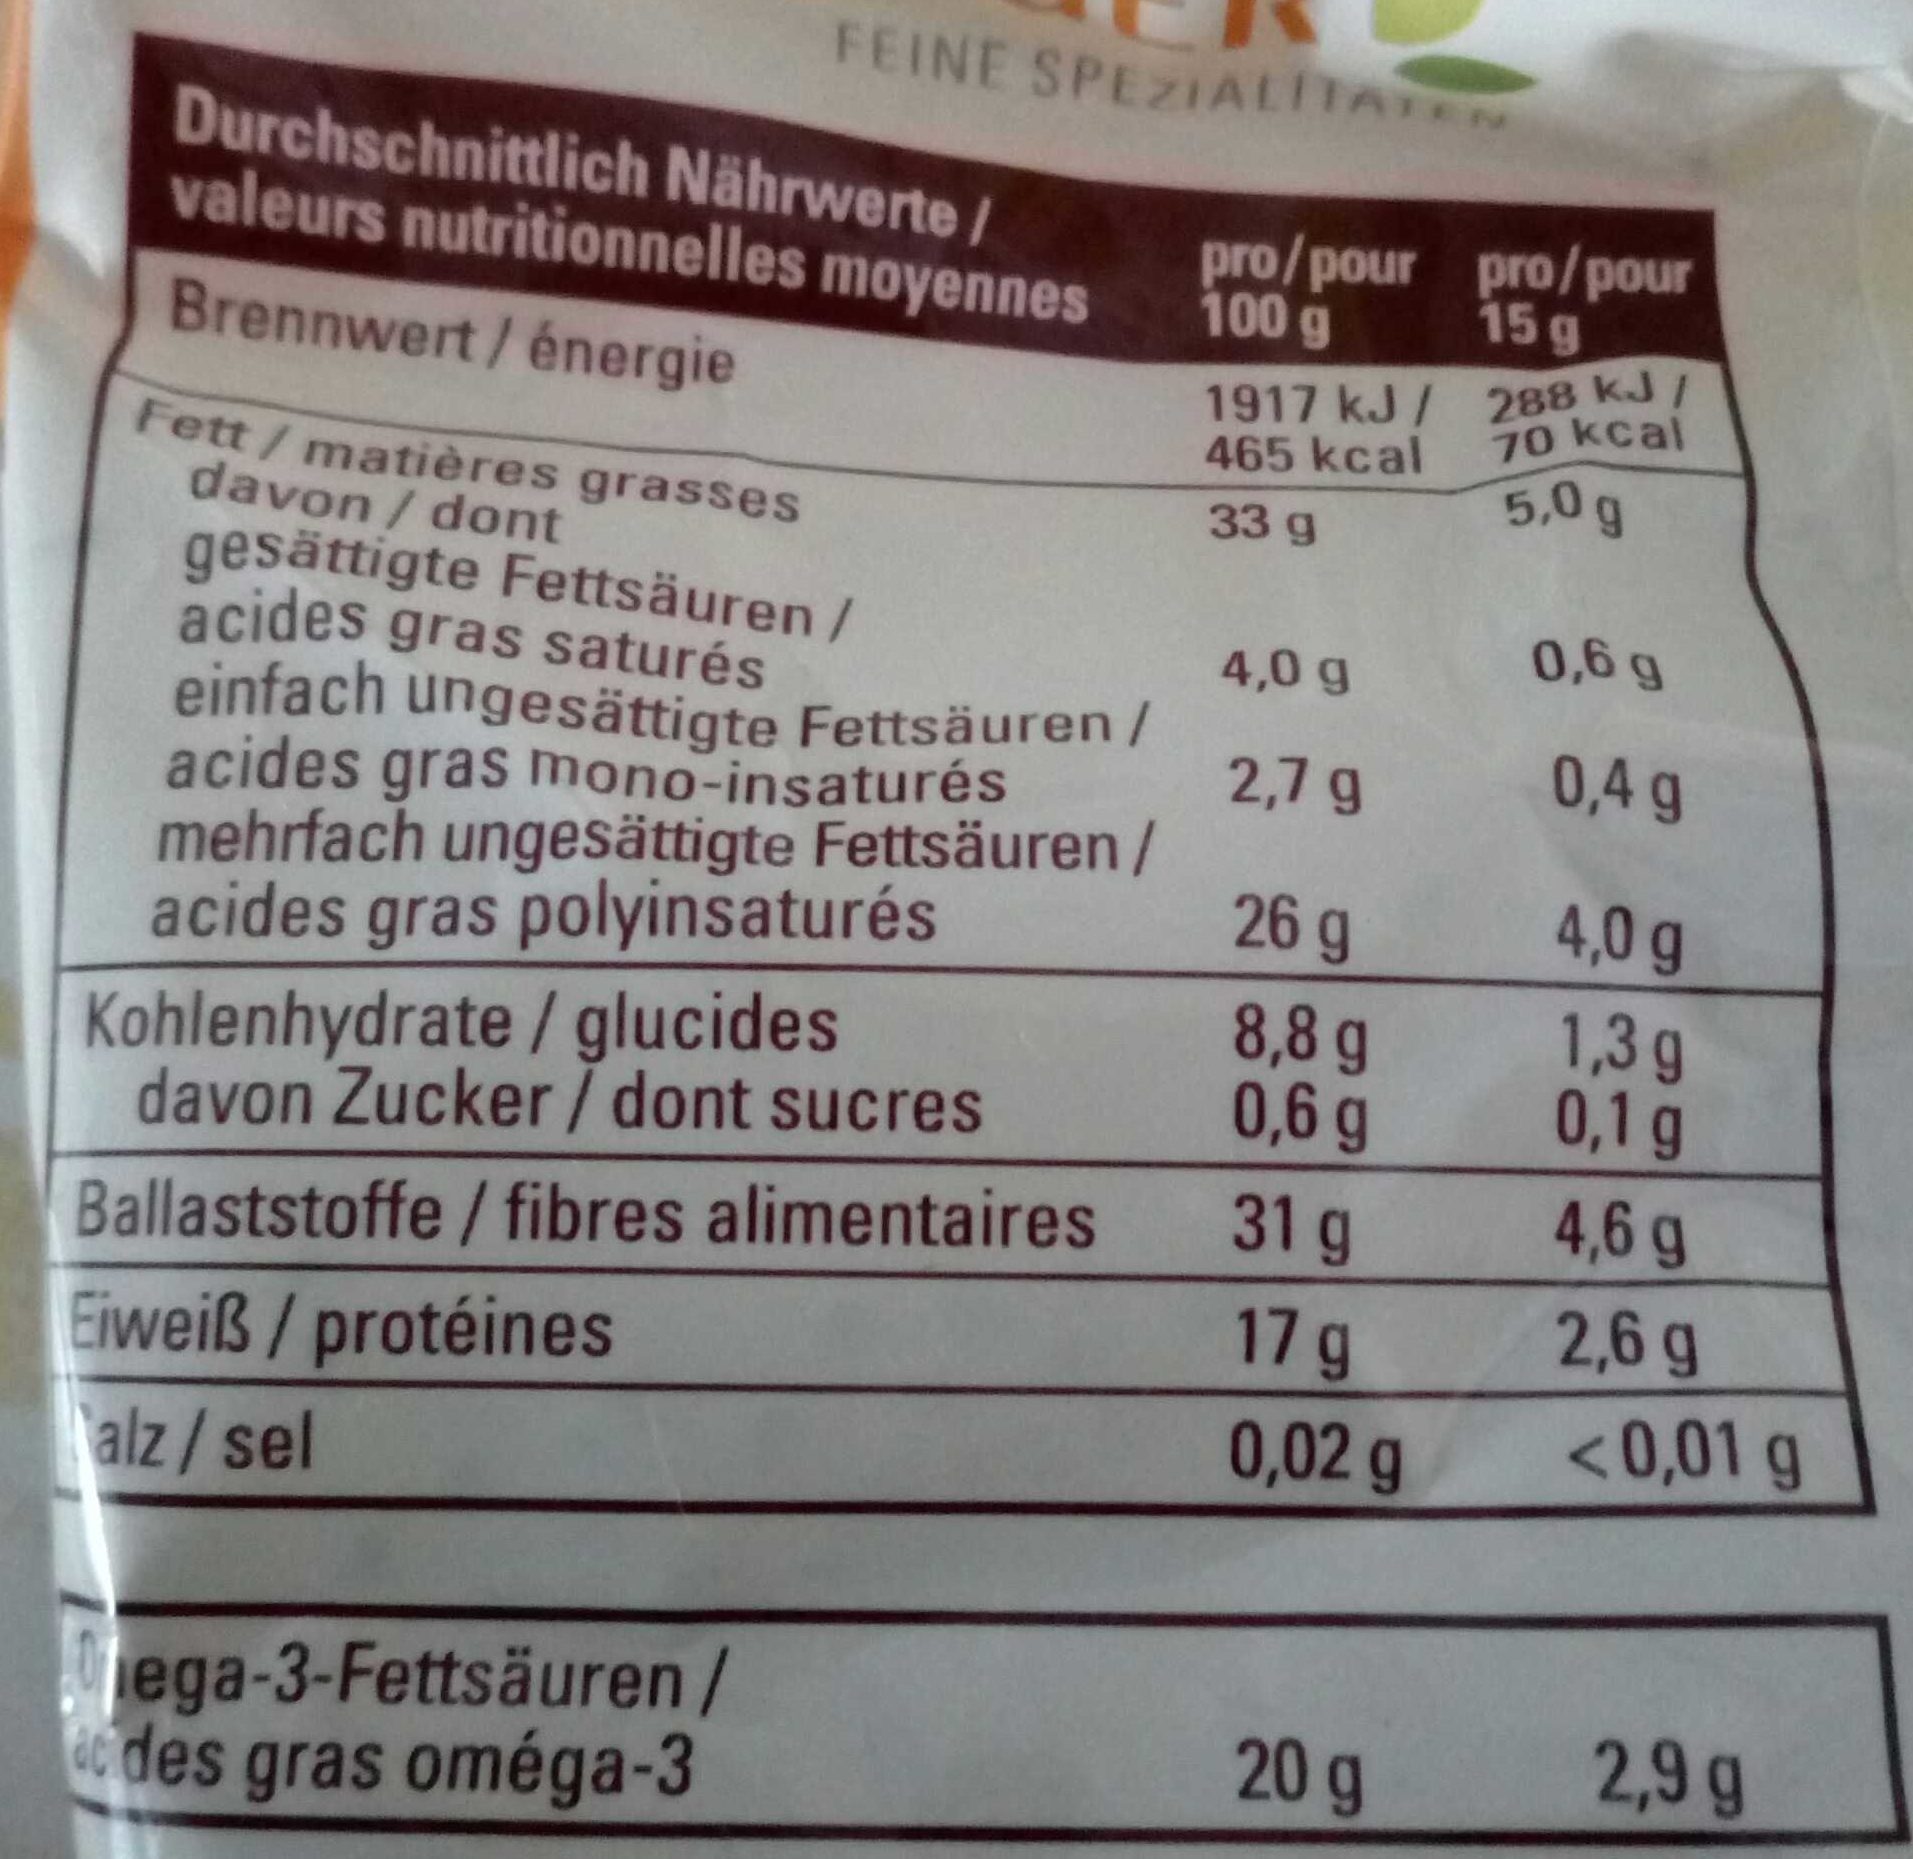 FEINE SPEZIALITÄTEN
Durchschnittlich Nährwerte /
valeurs nutritionnelles moyennes
pro/pour 100 g
pro/pour 15 g
Brennwert / énergie
1917 kJ / 288 kJ /
465 kcal 70 kcal
Fett / matières grasses 33 g 5,0 g
davon / dont
gesättigte Fettsäuren /
acides gras saturés 4,0 g 0,6 g
einfach ungesättigte Fettsäuren /
acides gras mono-insaturés 2,7 g 0,4 g
mehrfach ungesättigte Fettsäuren /
acides gras polyinsaturés 26 g 4,0 g
Kohlenhydrate / glucides 8,8 g 1,3 g
davon Zucker / dont sucres 0,6 g 0,1 g
Ballaststoffe / fibres alimentaires 31 g 4,6 g
Eiweiß / protéines 17 g 2,6 g
alz / sel 0,02 g <0,01 g
Omega-3-Fettsäuren /
acides gras oméga-3 20 g 2,9 g